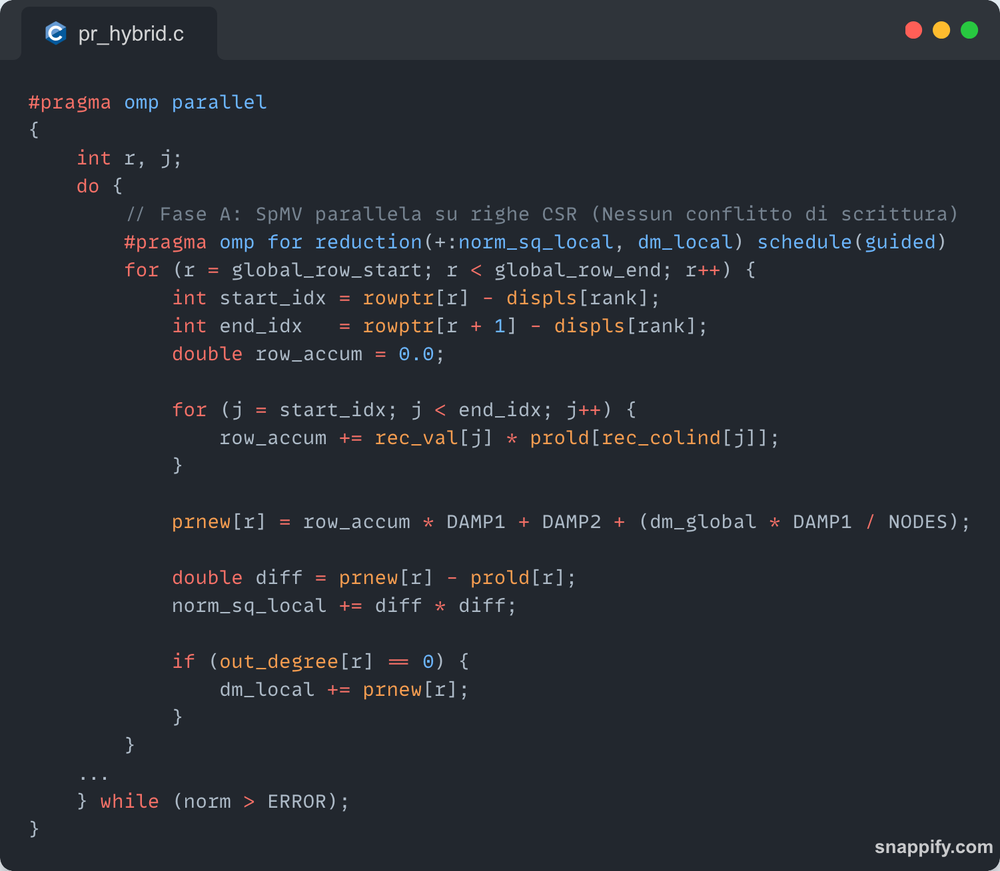 pr_hybrid.c
#pragma omp parallel
{
    int r, j;
    do {
        // Fase A: SpMV parallela su righe CSR (Nessun conflitto di scrittura)
        #pragma omp for reduction(+:norm_sq_local, dm_local) schedule(guided)
        for (r = global_row_start; r < global_row_end; r++) {
            int start_idx = rowptr[r] - displs[rank];
            int end_idx   = rowptr[r + 1] - displs[rank];
            double row_accum = 0.0;

            for (j = start_idx; j < end_idx; j++) {
                row_accum += rec_val[j] * prold[rec_colind[j]];
            }

            prnew[r] = row_accum * DAMP1 + DAMP2 + (dm_global * DAMP1 / NODES);

            double diff = prnew[r] - prold[r];
            norm_sq_local += diff * diff;

            if (out_degree[r] == 0) {
                dm_local += prnew[r];
            }
        }
    ...
    } while (norm > ERROR);
}
snappify.com